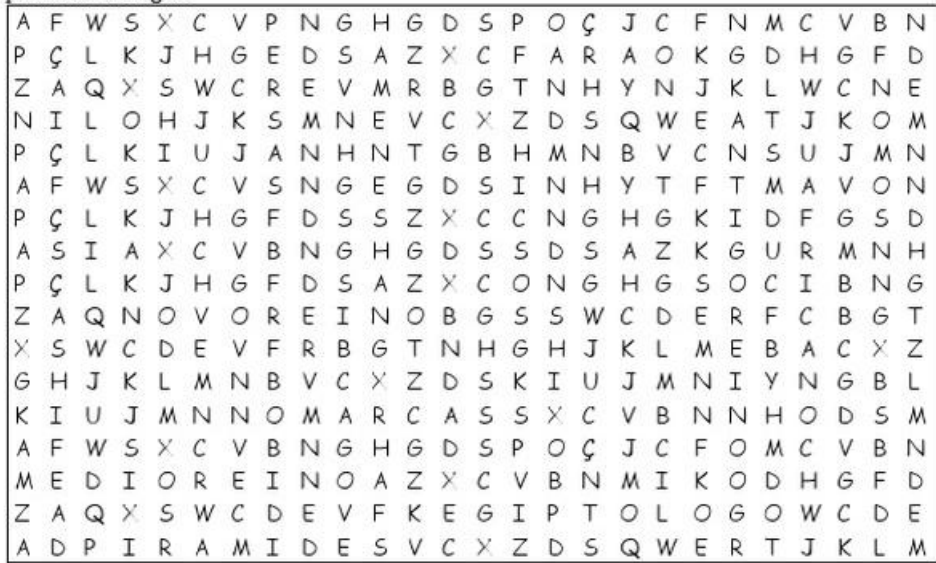 A F W S X C V P N G H G D S P O Ç J C F N M C V B N
P Ç L K J H G E D S A Z X C F A R A O K G D H G F D
Z A Q X S W C R E V M R B G T N H Y N J K L W C N E
N I L O H J K S M N E V C X Z D S Q W E A T J K O M
P Ç L K I U J A N H N T G B H M N B V C N S U J M N
A F W S X C V S N G E G D S I N H Y T F T M A V O N
P Ç L K J H G F D S S Z X C C N G H G K I D F G S D
A S I A X C V B N G H G D S S D S A Z K G U R M N H
P Ç L K J H G F D S A Z X C O N G H G S O C I B N G
Z A Q N O V O R E I N O B G S S W C D E R F C B G T
X S W C D E V F R B G T N H G H J K L M E B A C X Z
G H J K L M N B V C X Z D S K I U J M N I Y N G B L
K I U J M N N O M A R C A S S X C V B N N H O D S M
A F W S X C V B N G H G D S P O Ç J C F O M C V B N
M E D I O R E I N O A Z X C V B N M I K O D H G F D
Z A Q X S W C D E V F K E G I P T O L O G O W C D E
A D P I R A M I D E S V C X Z D S Q W E R T J K L M